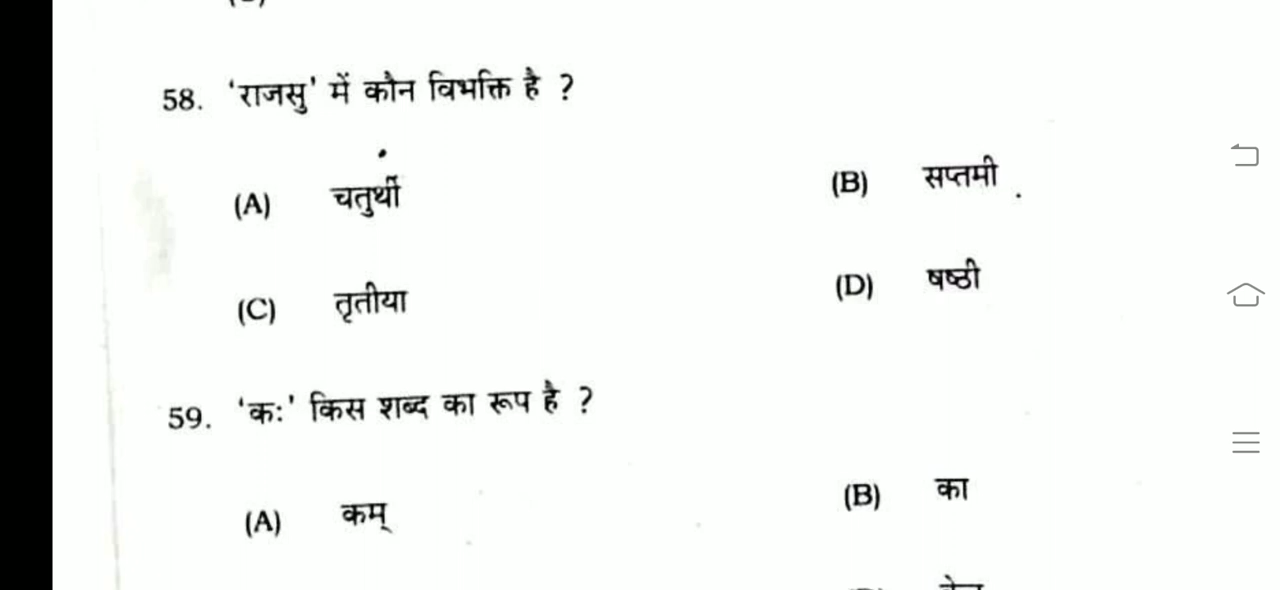 58. 'राजसु' में कौन विभक्ति है ?
(A) चतुर्थी (B) सप्तमी
(C) तृतीया (D) षष्ठी
59. 'कः' किस शब्द का रूप है ?
(A) कम् (B) का